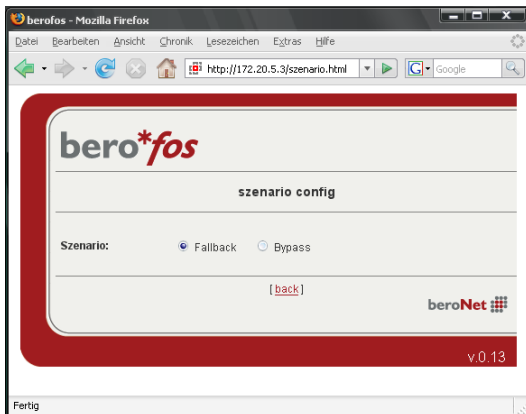 berofos - Mozilla Firefox
Datei Bearbeiten Ansicht Chronik Lesezeichen Extras Hilfe
http://172.20.5.3/szenario.html
G Google
bero*fos
szenario config
Szenario: Fallback Bypass
[ back ]
beroNet
v.0.13
Fertig